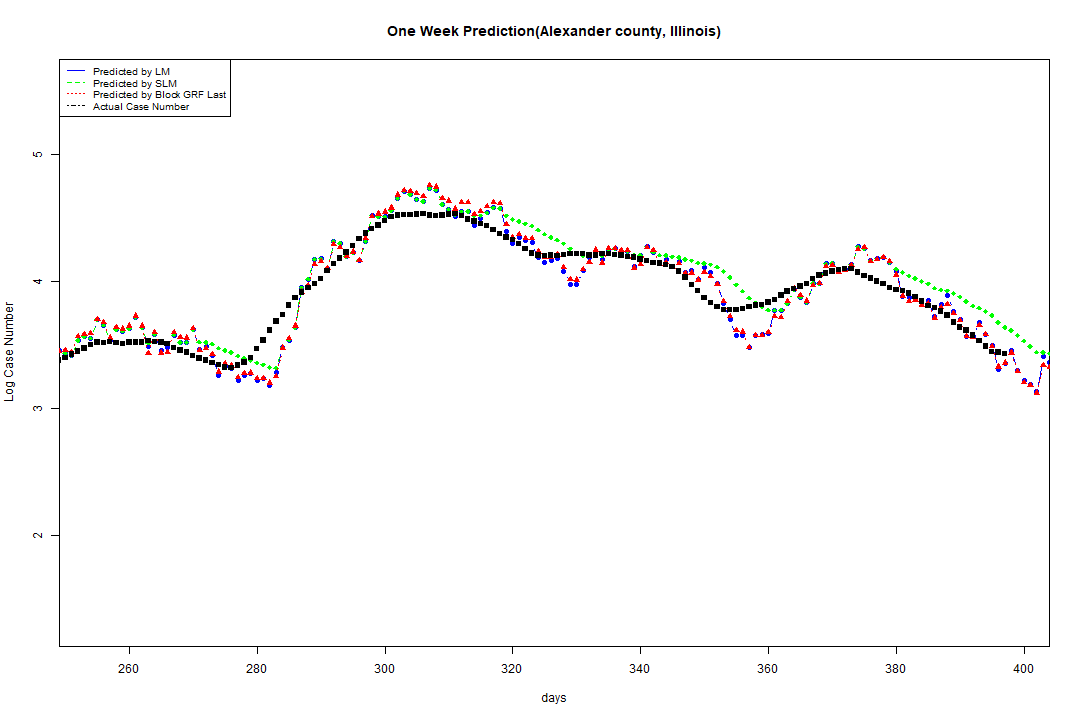 One Week Prediction(Alexander county, Illinois)
Predicted by LM
Predicted by SLM
Predicted by Block GRF Last
Actual Case Number
5
4
3
2
Log Case Number
260 280 300 320 340 360 380 400
days